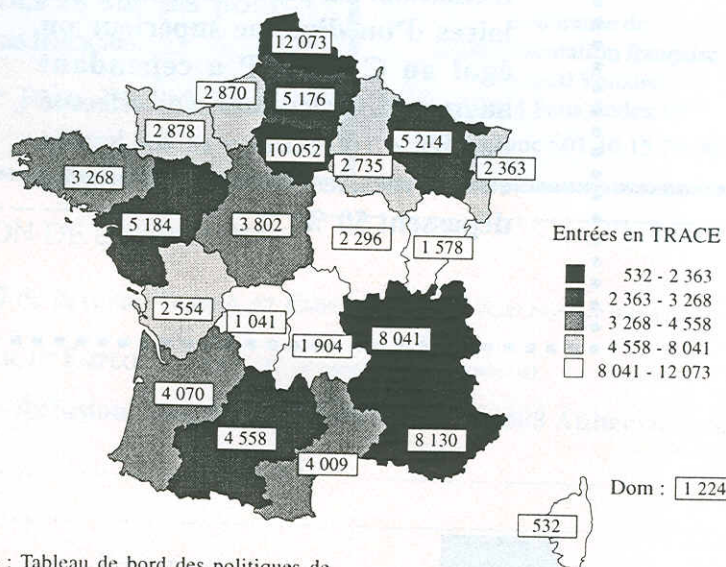 12 073
2 870
5 176
2 878
10 052
5 214
2 735
2 363
3 268
5 184
3 802
2 296
1 578
Entrées en TRACE
532 - 2 363
2 363 - 3 268
3 268 - 4 558
4 558 - 8 041
8 041 - 12 073
2 554
1 041
1 904
8 041
4 070
4 558
4 009
8 130
Dom : 1 224
532
: Tableau de bord des politiques de